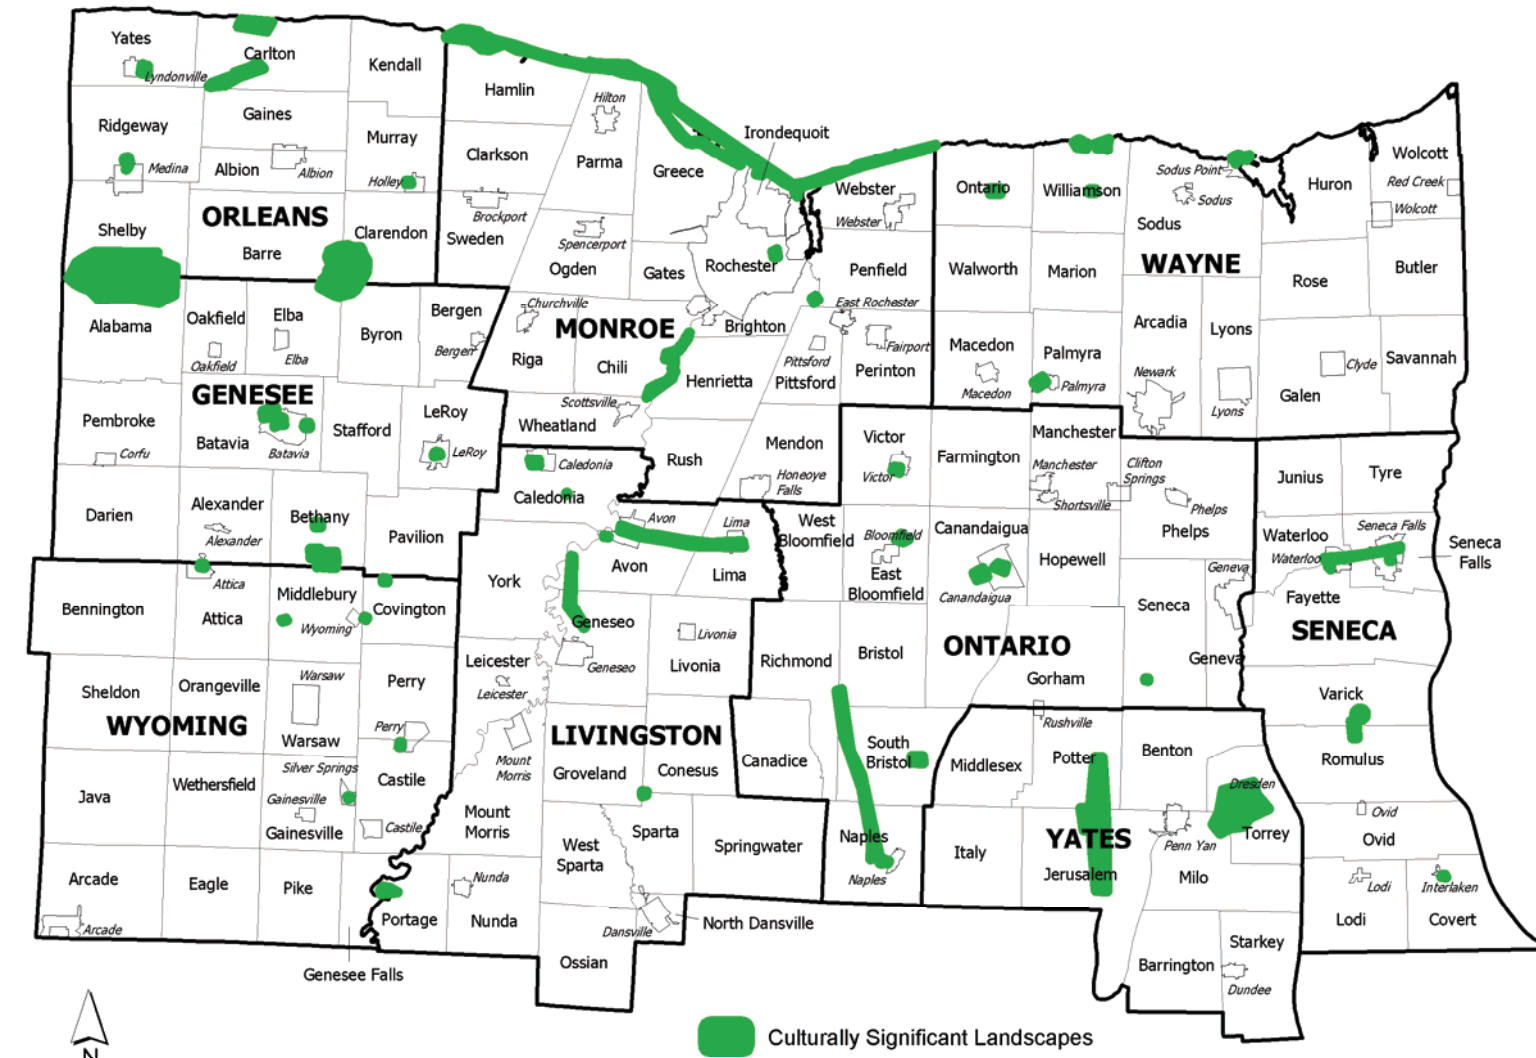 Yates
Lyndonville
Carlton
Kendall
Hamlin
Hilton
Irondequoit
Ridgeway
Gaines
Murray
Clarkson
Parma
Greece
Medina
Albion
Albion
Holley
Brockport
Sweden
Spencerport
Ogden
Gates
Rochester
Webster
Webster
Penfield
Ontario
Williamson
Sodus Point
Sodus
Sodus
Huron
Wolcott
Red Creek
Wolcott
Shelby
ORLEANS
Barre
Clarendon
Walworth
Marion
WAYNE
Rose
Butler
Alabama
Oakfield
Oakfield
Elba
Elba
Byron
Bergen
Bergen
Churchville
MONROE
Riga
Chili
Brighton
East Rochester
Henrietta
Pittsford
Pittsford
Fairport
Perinton
Macedon
Macedon
Palmyra
Palmyra
Arcadia
Lyons
Newark
Lyons
Clyde
Savannah
Galen
GENESEE
Pembroke
Corfu
Batavia
Batavia
Stafford
LeRoy
LeRoy
Scottsville
Wheatland
Rush
Mendon
Honeoye
Falls
Victor
Victor
Farmington
Manchester
Manchester
Shortsville
Clifton
Springs
Phelps
Phelps
Junius
Tyre
Darien
Alexander
Alexander
Bethany
Pavilion
Caledonia
Caledonia
Avon
Lima
Avon
Lima
West
Bloomfield
Bloomfield
East
Bloomfield
Canandaigua
Canandaigua
Hopewell
Geneva
Seneca
Geneva
Waterloo
Waterloo
Seneca Falls
Seneca
Falls
Fayette
SENECA
Attica
Bennington
Attica
Middlebury
Wyoming
Covington
York
Geneseo
Geneseo
Livonia
Livonia
Richmond
Bristol
ONTARIO
Gorham
Rushville
Sheldon
Orangeville
Warsaw
Warsaw
Perry
Perry
WYOMING
Leicester
Leicester
Mount
Morris
LIVINGSTON
Groveland
Conesus
Canadice
South
Bristol
Middlesex
Potter
Benton
Varick
Romulus
Java
Wethersfield
Silver Springs
Gainesville
Gainesville
Castile
Castile
Mount
Morris
West
Sparta
Sparta
Springwater
Naples
Naples
Italy
YATES
Jerusalem
Penn Yan
Dresden
Torrey
Milo
Ovid
Ovid
Arcade
Arcade
Eagle
Pike
Portage
Nunda
Nunda
Dansville
North Dansville
Ossian
Genesee Falls
Barrington
Starkey
Dundee
Lodi
Lodi
Interlaken
Covert
N
Culturally Significant Landscapes